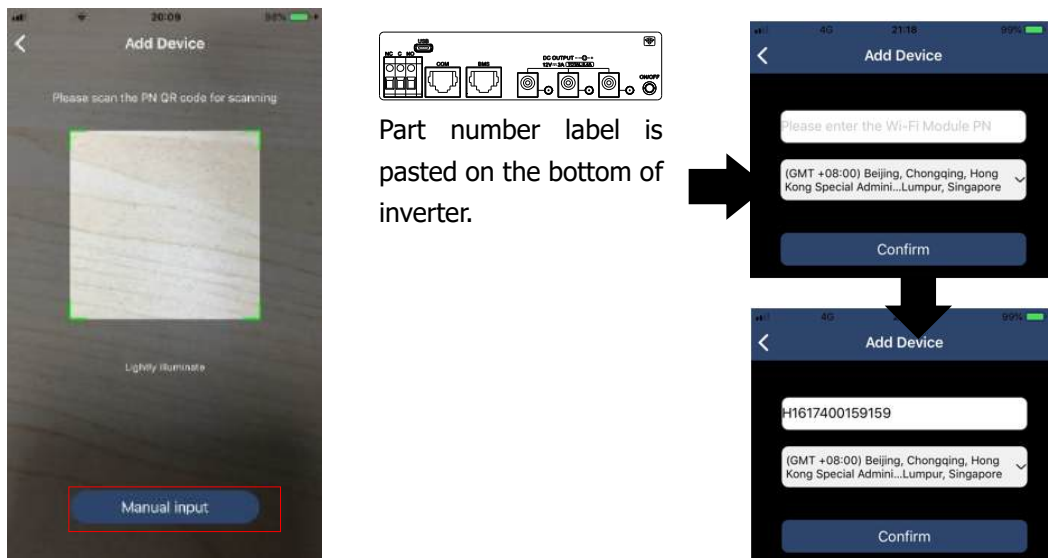 20:09
98%
Add Device
Please scan the PN QR code for scanning
Lightly illuminate
Manual input
USB
NC C NO
COM
BMS
DC OUTPUT
ON/OFF
Part number label is
pasted on the bottom of
inverter.
4G
21:18
99%
Add Device
Please enter the Wi-Fi Module PN
(GMT +08:00) Beijing, Chongqing, Hong
Kong Special Admini...Lumpur, Singapore
Confirm
4G
99%
Add Device
H1617400159159
(GMT +08:00) Beijing, Chongqing, Hong
Kong Special Admini...Lumpur, Singapore
Confirm